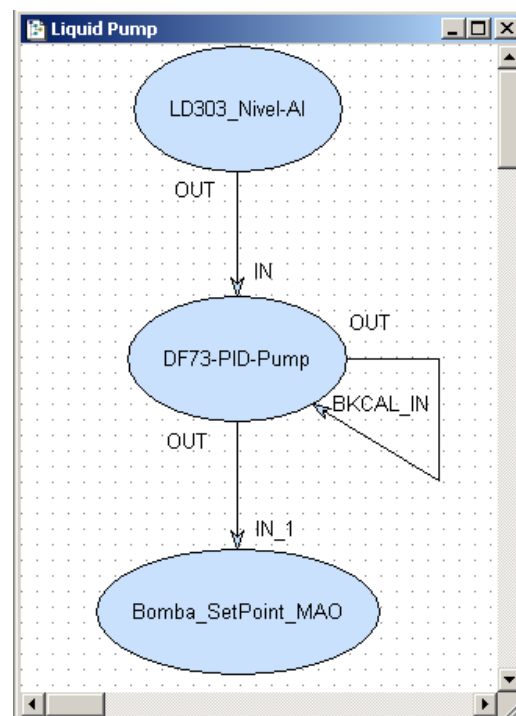 Liquid Pump
LD303_Nivel-AI
OUT
IN
OUT
DF73-PID-Pump
BKCAL_IN
OUT
IN_1
Bomba_SetPoint_MAO